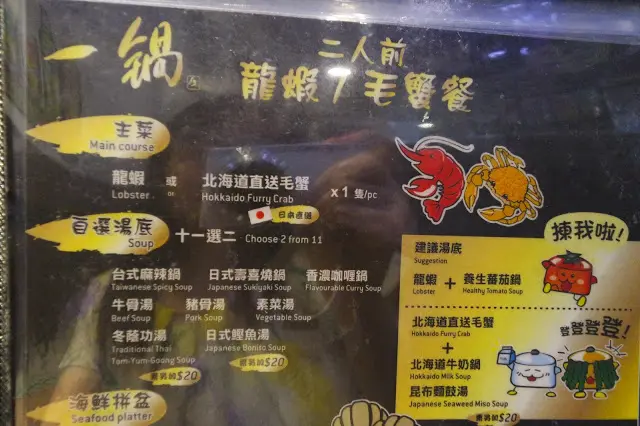 一鍋
二人前
龍蝦/毛蟹餐
主菜
Main course
龍蝦 或 北海道直送毛蟹 x 1 隻/pc
Lobster or Hokkaido Furry Crab
日本直送
自選湯底
Soup
十一選二 Choose 2 from 11
台式麻辣鍋 日式壽喜燒鍋 香濃咖喱鍋
Taiwanese Spicy Soup Japanese Sukiyaki Soup Flavourable Curry Soup
牛骨湯 豬骨湯 素菜湯
Beef Soup Pork Soup Vegetable Soup
冬蔭功湯 日式鰹魚湯
Traditional Thai Japanese Bonito Soup
Tom-Yum-Goong Soup
需另加$20
需另加$20
海鮮拼盆
Seafood platter
揀我啦!
建議湯底
Suggestion
龍蝦 + 養生蕃茄鍋
Lobster Healthy Tomato Soup
北海道直送毛蟹
Hokkaido Furry Crab
+
登登登登!
北海道牛奶鍋
Hokkaido Milk Soup
昆布麵豉湯
Japanese Seaweed Miso Soup
需另加$20